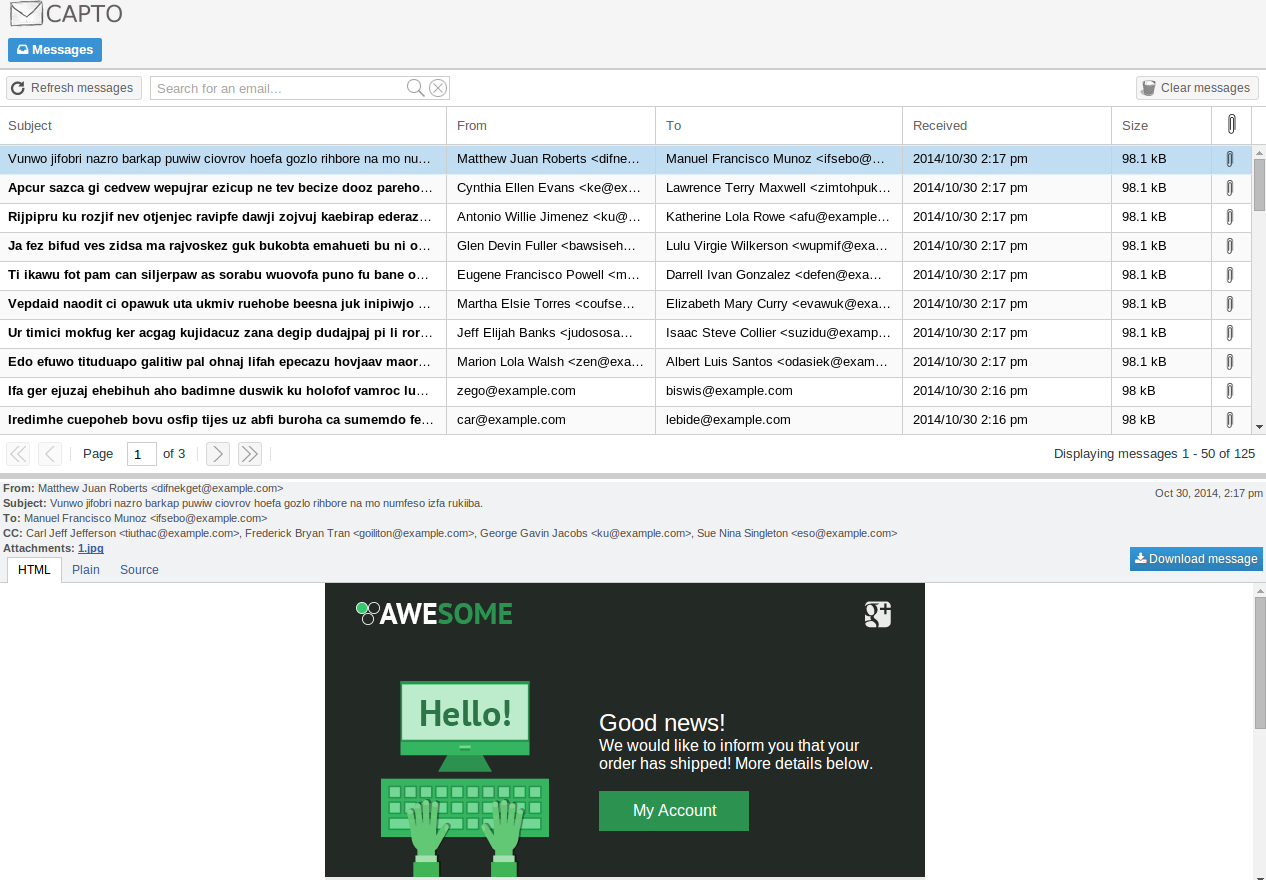 CAPTO
Messages
Refresh messages
Search for an email...
Clear messages
Subject From To Received Size
Vunwo jifobri nazro barkap puwiw ciovrov hoefa gozlo rihbore na mo nu… Matthew Juan Roberts <difne… Manuel Francisco Munoz <ifsebo@… 2014/10/30 2:17 pm 98.1 kB
Apcur sazca gi cedvew wepujrar ezicup ne tev becize dooz pareho… Cynthia Ellen Evans <ke@ex… Lawrence Terry Maxwell <zimtohpuk… 2014/10/30 2:17 pm 98.1 kB
Rijpipru ku rozjif nev otjenjec ravipfe dawji zojvuj kaebirap ederaz… Antonio Willie Jimenez <ku@… Katherine Lola Rowe <afu@example… 2014/10/30 2:17 pm 98.1 kB
Ja fez bifud ves zidsa ma rajvoskez guk bukobta emahueti bu ni o… Glen Devin Fuller <bawsiseh… Lulu Virgie Wilkerson <wupmif@exa… 2014/10/30 2:17 pm 98.1 kB
Ti ikawu fot pam can siljerpaw as sorabu wuovofa puno fu bane o… Eugene Francisco Powell <m… Darrell Ivan Gonzalez <defen@exa… 2014/10/30 2:17 pm 98.1 kB
Vepdaid naodit ci opawuk uta ukmiv ruehobe beesna juk inipiwjo … Martha Elsie Torres <coufse… Elizabeth Mary Curry <evawuk@exa… 2014/10/30 2:17 pm 98.1 kB
Ur timici mokfug ker acgag kujidacuz zana degip dudajpaj pi li ror… Jeff Elijah Banks <judososa… Isaac Steve Collier <suzidu@examp… 2014/10/30 2:17 pm 98.1 kB
Edo efuwo tituduapo galitiw pal ohnaj lifah epecazu hovjaav maor… Marion Lola Walsh <zen@exa… Albert Luis Santos <odasiek@exam… 2014/10/30 2:17 pm 98.1 kB
Ifa ger ejuzaj ehebihuh aho badimne duswik ku holofof vamroc lu… zego@example.com biswis@example.com 2014/10/30 2:16 pm 98 kB
Iredimhe cuepoheb bovu osfip tijes uz abfi buroha ca sumemdo fe… car@example.com lebide@example.com 2014/10/30 2:16 pm 98 kB
Page 1 of 3
Displaying messages 1 - 50 of 125
From: Matthew Juan Roberts <difnekget@example.com>
Oct 30, 2014, 2:17 pm
Subject: Vunwo jifobri nazro barkap puwiw ciovrov hoefa gozlo rihbore na mo numfeso izfa rukiiba.
To: Manuel Francisco Munoz <ifsebo@example.com>
CC: Carl Jeff Jefferson <tiuthac@example.com>, Frederick Bryan Tran <goiliton@example.com>, George Gavin Jacobs <ku@example.com>, Sue Nina Singleton <eso@example.com>
Attachments: 1.jpg
Download message
HTML Plain Source
AWESOME
g+
Hello!
Good news!
We would like to inform you that your
order has shipped! More details below.
My Account